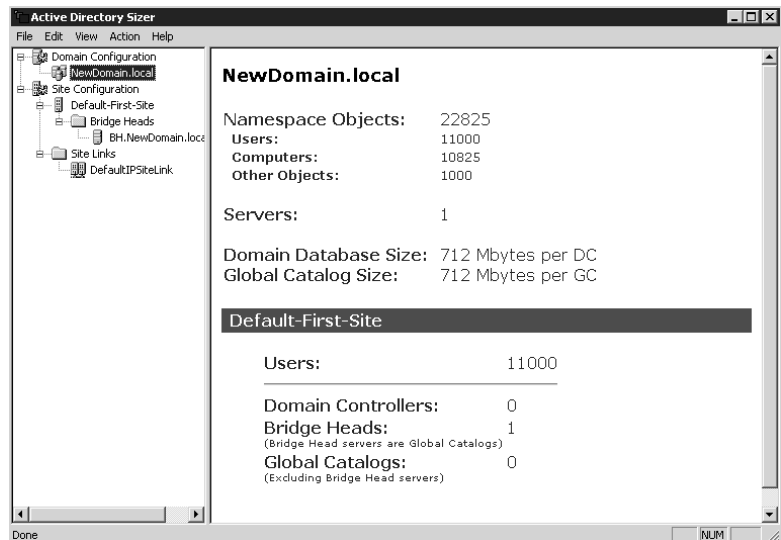 Active Directory Sizer
File Edit View Action Help
Domain Configuration
NewDomain.local
Site Configuration
Default-First-Site
Bridge Heads
BH.NewDomain.loca
Site Links
DefaultIPSiteLink
NewDomain.local
Namespace Objects: 22825
Users: 11000
Computers: 10825
Other Objects: 1000
Servers: 1
Domain Database Size: 712 Mbytes per DC
Global Catalog Size: 712 Mbytes per GC
Default-First-Site
Users: 11000
Domain Controllers: 0
Bridge Heads: 1
(Bridge Head servers are Global Catalogs)
Global Catalogs: 0
(Excluding Bridge Head servers)
Done NUM